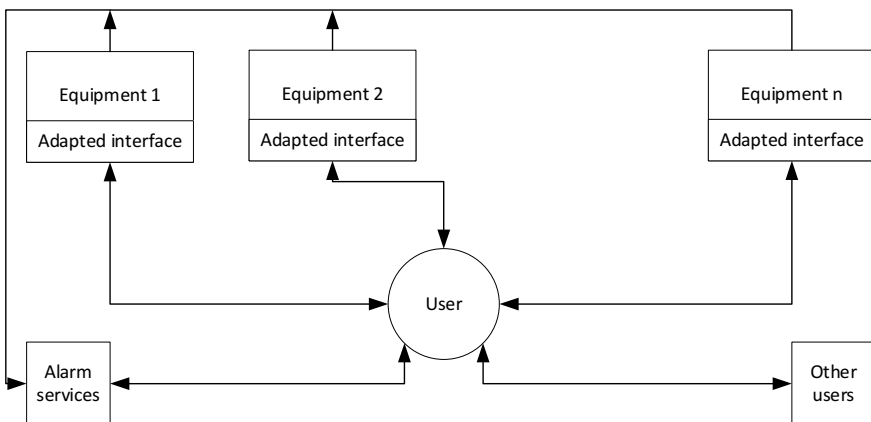 Equipment 1
Adapted interface
Equipment 2
Adapted interface
Equipment n
Adapted interface
User
Alarm
services
Other
users